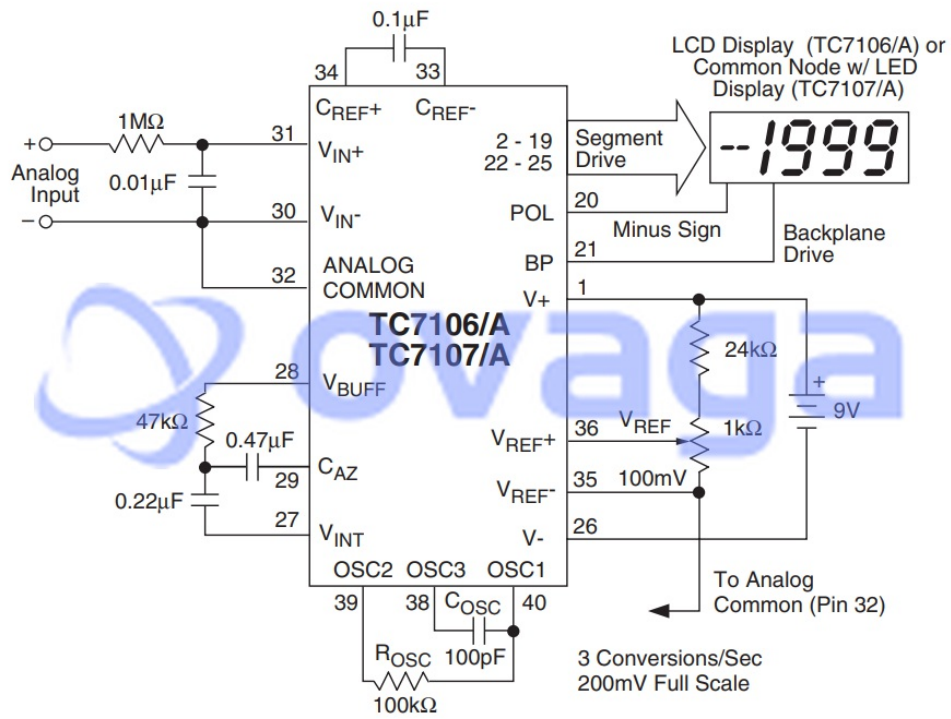 0.1µF
34
33
LCD Display (TC7106/A) or
Common Node w/ LED
Display (TC7107/A)
CREF+
CREF-
1MΩ
31
+
VIN+
2 - 19
22 - 25
Segment
Drive
--1999
Analog
Input
0.01µF
–
30
VIN-
POL
20
Minus Sign
21
BP
Backplane
Drive
32
ANALOG
COMMON
V+
1
TC7106/A
TC7107/A
ovaga
28
VBUFF
24kΩ
+
9V
47kΩ
0.47µF
VREF+
36
VREF
1kΩ
29
CAZ
VREF-
35
100mV
0.22µF
27
VINT
V-
26
OSC2
OSC3
OSC1
39
38
COSC
40
To Analog
Common (Pin 32)
ROSC
100pF
100kΩ
3 Conversions/Sec
200mV Full Scale